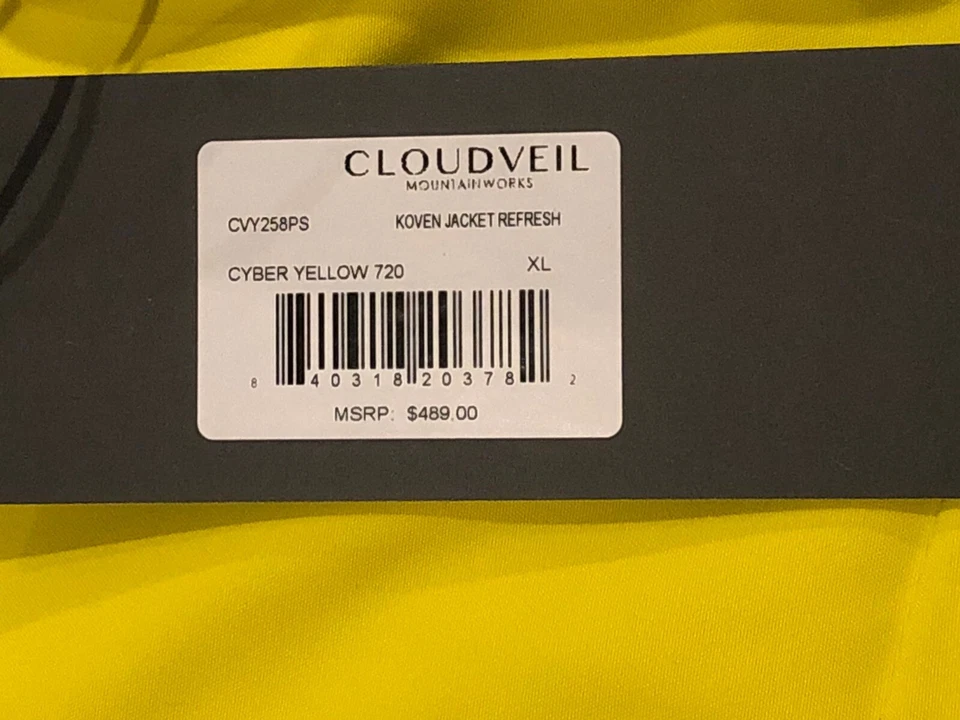 CLOUDVEIL
MOUNTAINWORKS
CVY258PS KOVEN JACKET REFRESH
CYBER YELLOW 720 XL
8 40318 20378 2
MSRP: $489.00